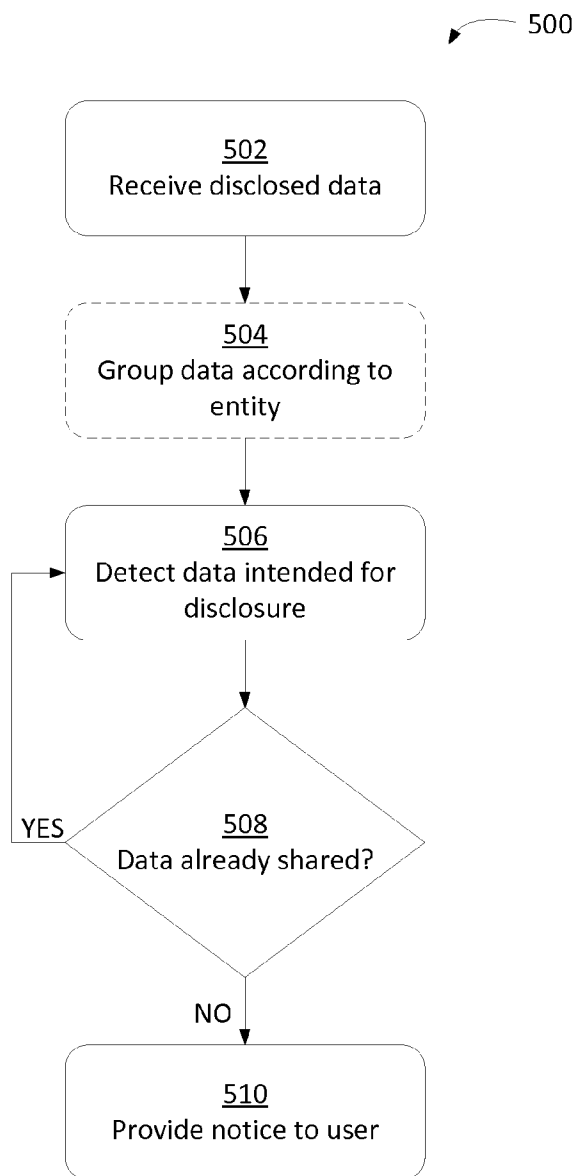 500
502
Receive disclosed data
504
Group data according to
entity
506
Detect data intended for
disclosure
YES
508
Data already shared?
NO
510
Provide notice to user